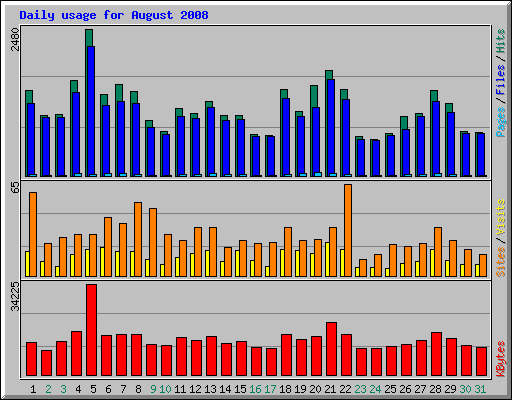 Daily usage for August 2008
2480
Pages / Files / Hits
65
Sites / Visits
34225
KBytes
1 2 3 4 5 6 7 8 9 10 11 12 13 14 15 16 17 18 19 20 21 22 23 24 25 26 27 28 29 30 31